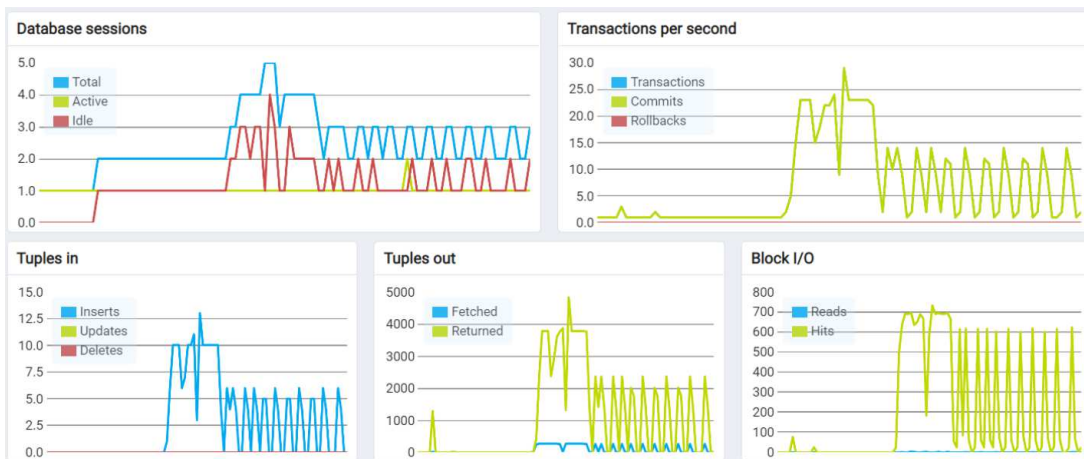 Database sessions
5.0
4.0
3.0
2.0
1.0
0.0
Total
Active
Idle
Transactions per second
30.0
25.0
20.0
15.0
10.0
5.0
0.0
Transactions
Commits
Rollbacks
Tuples in
15.0
12.5
10.0
7.5
5.0
2.5
0.0
Inserts
Updates
Deletes
Tuples out
5000
4000
3000
2000
1000
0
Fetched
Returned
Block I/O
800
700
600
500
400
300
200
100
0
Reads
Hits